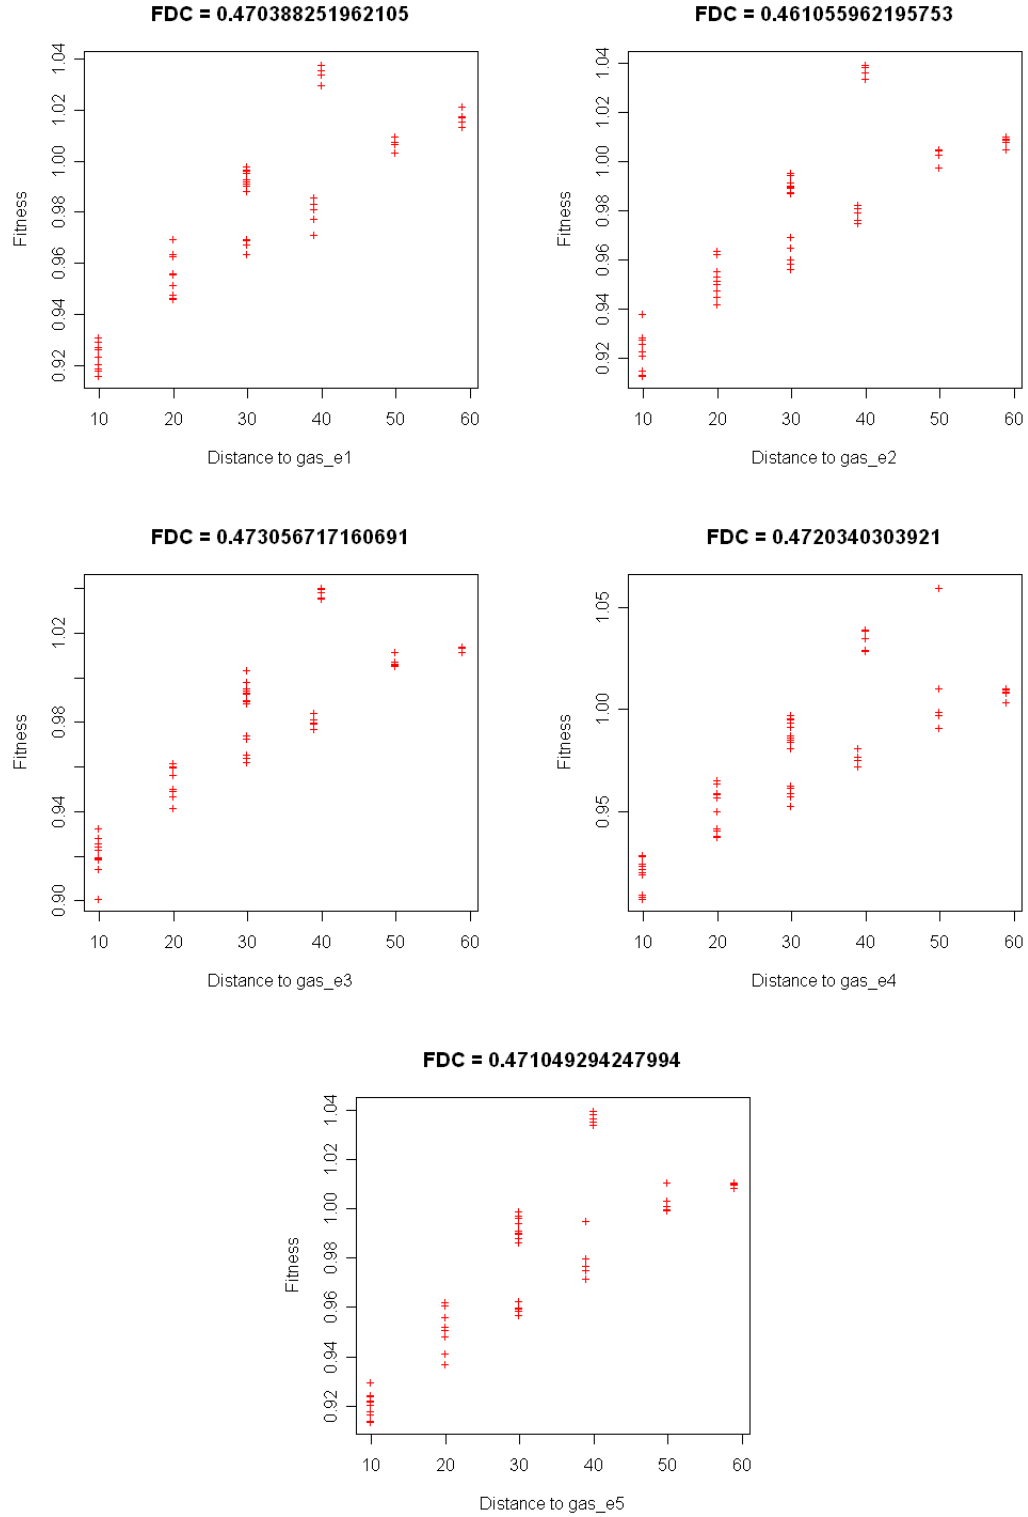 FDC = 0.470388251962105
Fitness
0.92 0.94 0.96 0.98 1.00 1.02 1.04
10 20 30 40 50 60
Distance to gas_e1
FDC = 0.461055962195753
Fitness
0.92 0.94 0.96 0.98 1.00 1.02 1.04
10 20 30 40 50 60
Distance to gas_e2
FDC = 0.473056717160691
Fitness
0.90 0.94 0.98 1.02
10 20 30 40 50 60
Distance to gas_e3
FDC = 0.4720340303921
Fitness
0.95 1.00 1.05
10 20 30 40 50 60
Distance to gas_e4
FDC = 0.471049294247994
Fitness
0.92 0.94 0.96 0.98 1.00 1.02 1.04
10 20 30 40 50 60
Distance to gas_e5